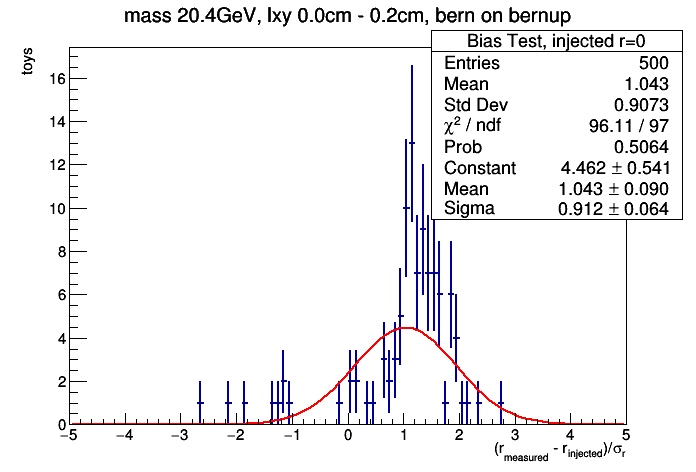 mass 20.4GeV, lxy 0.0cm - 0.2cm, bern on bernup
Bias Test, injected r=0
Entries 500
Mean 1.043
Std Dev 0.9073
χ² / ndf 96.11 / 97
Prob 0.5064
Constant 4.462 ± 0.541
Mean 1.043 ± 0.090
Sigma 0.912 ± 0.064
toys
16
14
12
10
8
6
4
2
0
−5 −4 −3 −2 −1 0 1 2 3 4 5
(r_measured - r_injected)/σ_r